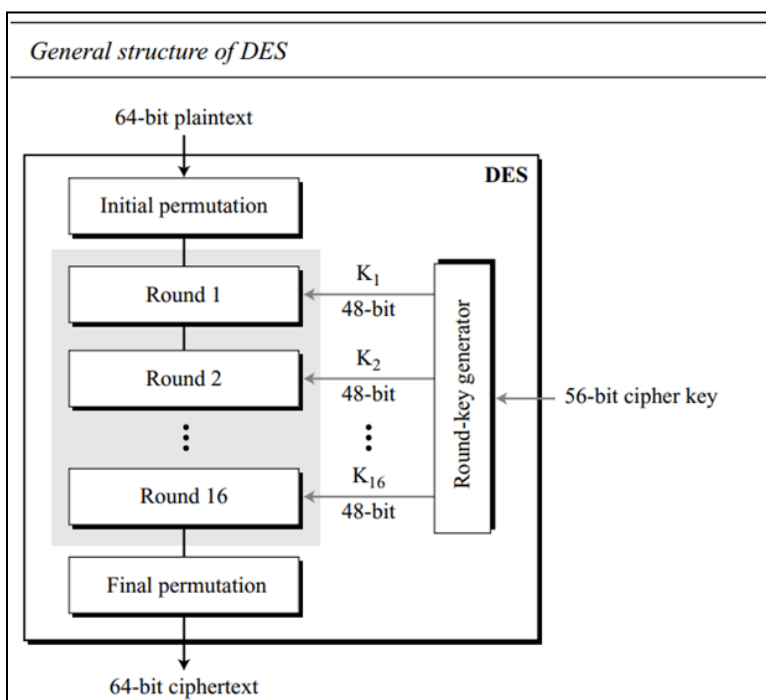 General structure of DES
64-bit plaintext
DES
Initial permutation
Round 1
K1
48-bit
Round 2
K2
48-bit
Round-key generator
56-bit cipher key
Round 16
K16
48-bit
Final permutation
64-bit ciphertext